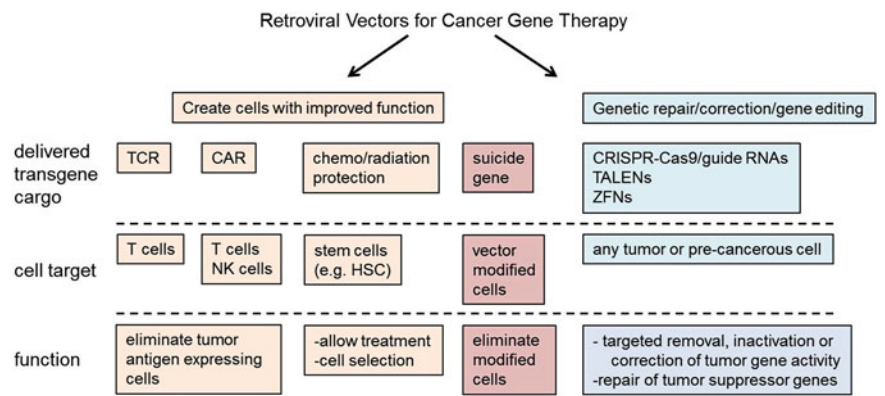 Retroviral Vectors for Cancer Gene Therapy
Create cells with improved function
Genetic repair/correction/gene editing
delivered
transgene
cargo
TCR
CAR
chemo/radiation
protection
suicide
gene
CRISPR-Cas9/guide RNAs
TALENs
ZFNs
cell target
T cells
T cells
NK cells
stem cells
(e.g. HSC)
vector
modified
cells
any tumor or pre-cancerous cell
function
eliminate tumor
antigen expressing
cells
-allow treatment
-cell selection
eliminate
modified
cells
- targeted removal, inactivation or
correction of tumor gene activity
-repair of tumor suppressor genes